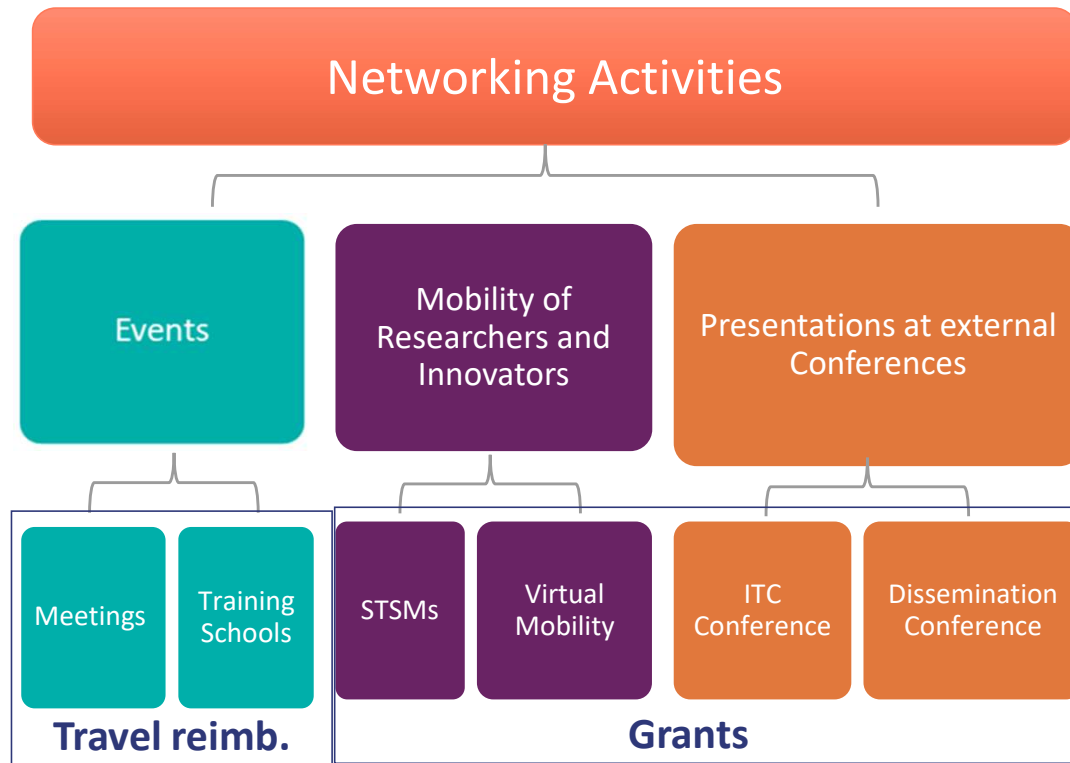 Networking Activities
Events
Mobility of
Researchers and
Innovators
Presentations at external
Conferences
Meetings
Training
Schools
STSMs
Virtual
Mobility
ITC
Conference
Dissemination
Conference
Travel reimb.
Grants